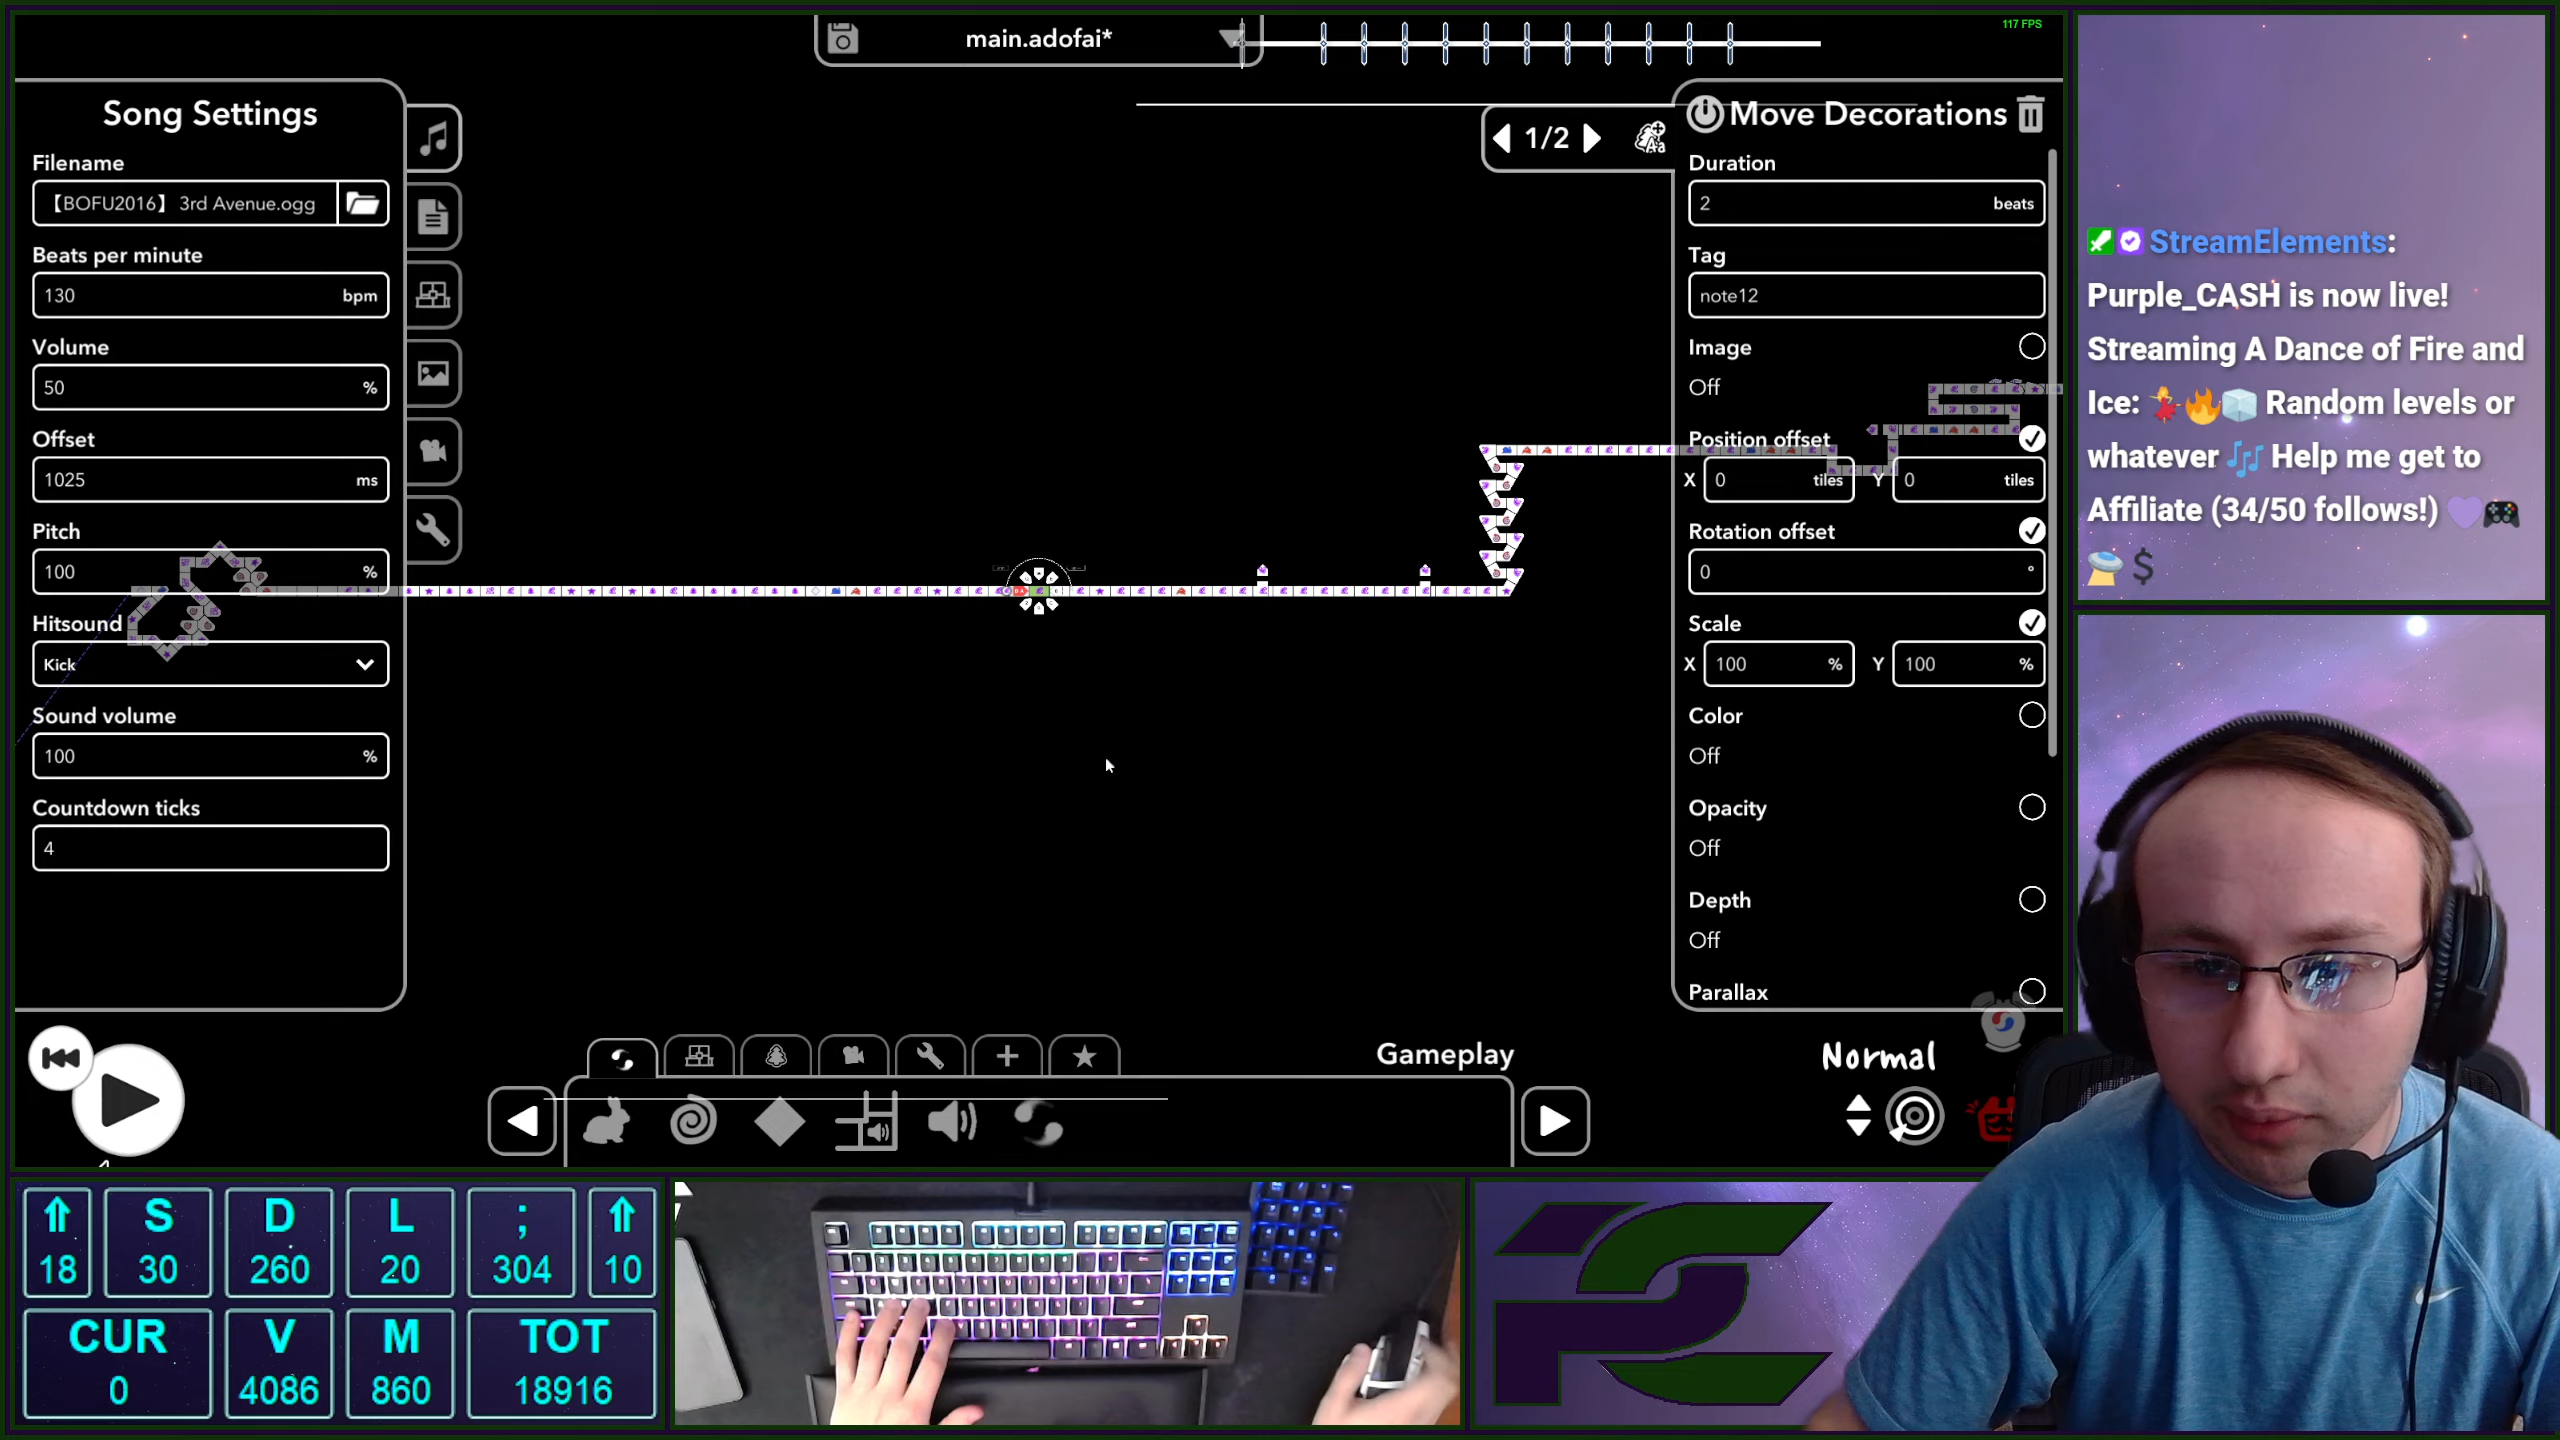 main.adofai*
117 FPS
Song Settings
Filename
【BOFU2016】 3rd Avenue.ogg
Beats per minute
130 bpm
Volume
50 %
Offset
1025 ms
Pitch
100 %
Hitsound
Kick
Sound volume
100 %
Countdown ticks
4
1/2
Move Decorations
Duration
2 beats
Tag
note12
Image
Off
Position offset
X 0 tiles Y 0 tiles
Rotation offset
0 °
Scale
X 100 % Y 100 %
Color
Off
Opacity
Off
Depth
Off
Parallax
Gameplay
Normal
StreamElements:
Purple_CASH is now live!
Streaming A Dance of Fire and
Ice: 💃🔥🧊 Random levels or
whatever 🎶 Help me get to
Affiliate (34/50 follows!) 💜🎮
🛸💲
⇑ S D L ; ⇑
18 30 260 20 304 10
CUR V M TOT
0 4086 860 18916
PC